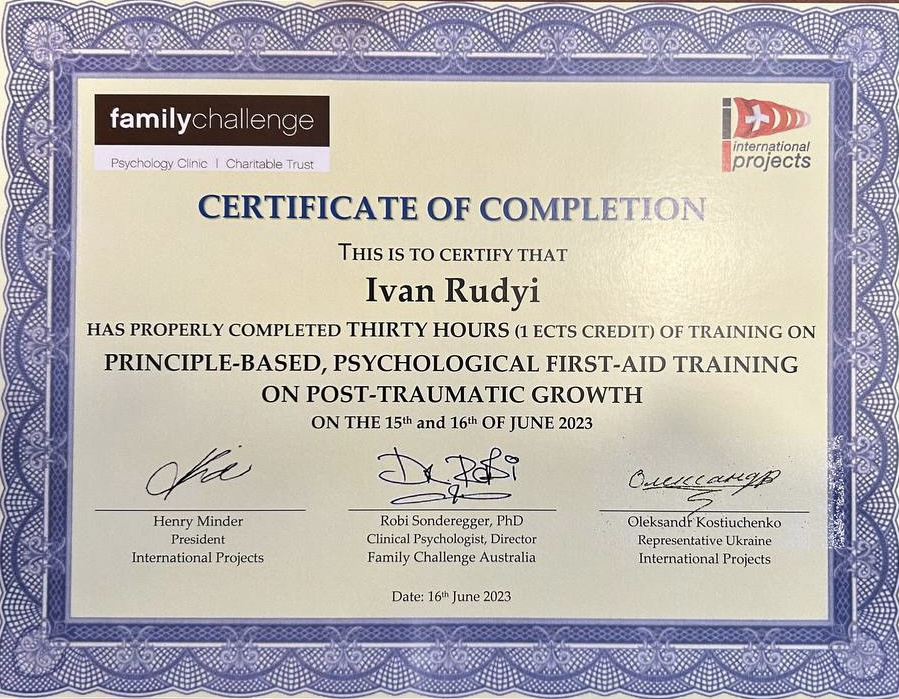 familychallenge
Psychology Clinic | Charitable Trust
i international
projects
CERTIFICATE OF COMPLETION
THIS IS TO CERTIFY THAT
Ivan Rudyi
HAS PROPERLY COMPLETED THIRTY HOURS (1 ECTS CREDIT) OF TRAINING ON
PRINCIPLE-BASED, PSYCHOLOGICAL FIRST-AID TRAINING
ON POST-TRAUMATIC GROWTH
ON THE 15th and 16th OF JUNE 2023
Dr Robi
Олександр
Henry Minder
President
International Projects
Robi Sonderegger, PhD
Clinical Psychologist, Director
Family Challenge Australia
Oleksandr Kostiuchenko
Representative Ukraine
International Projects
Date: 16th June 2023